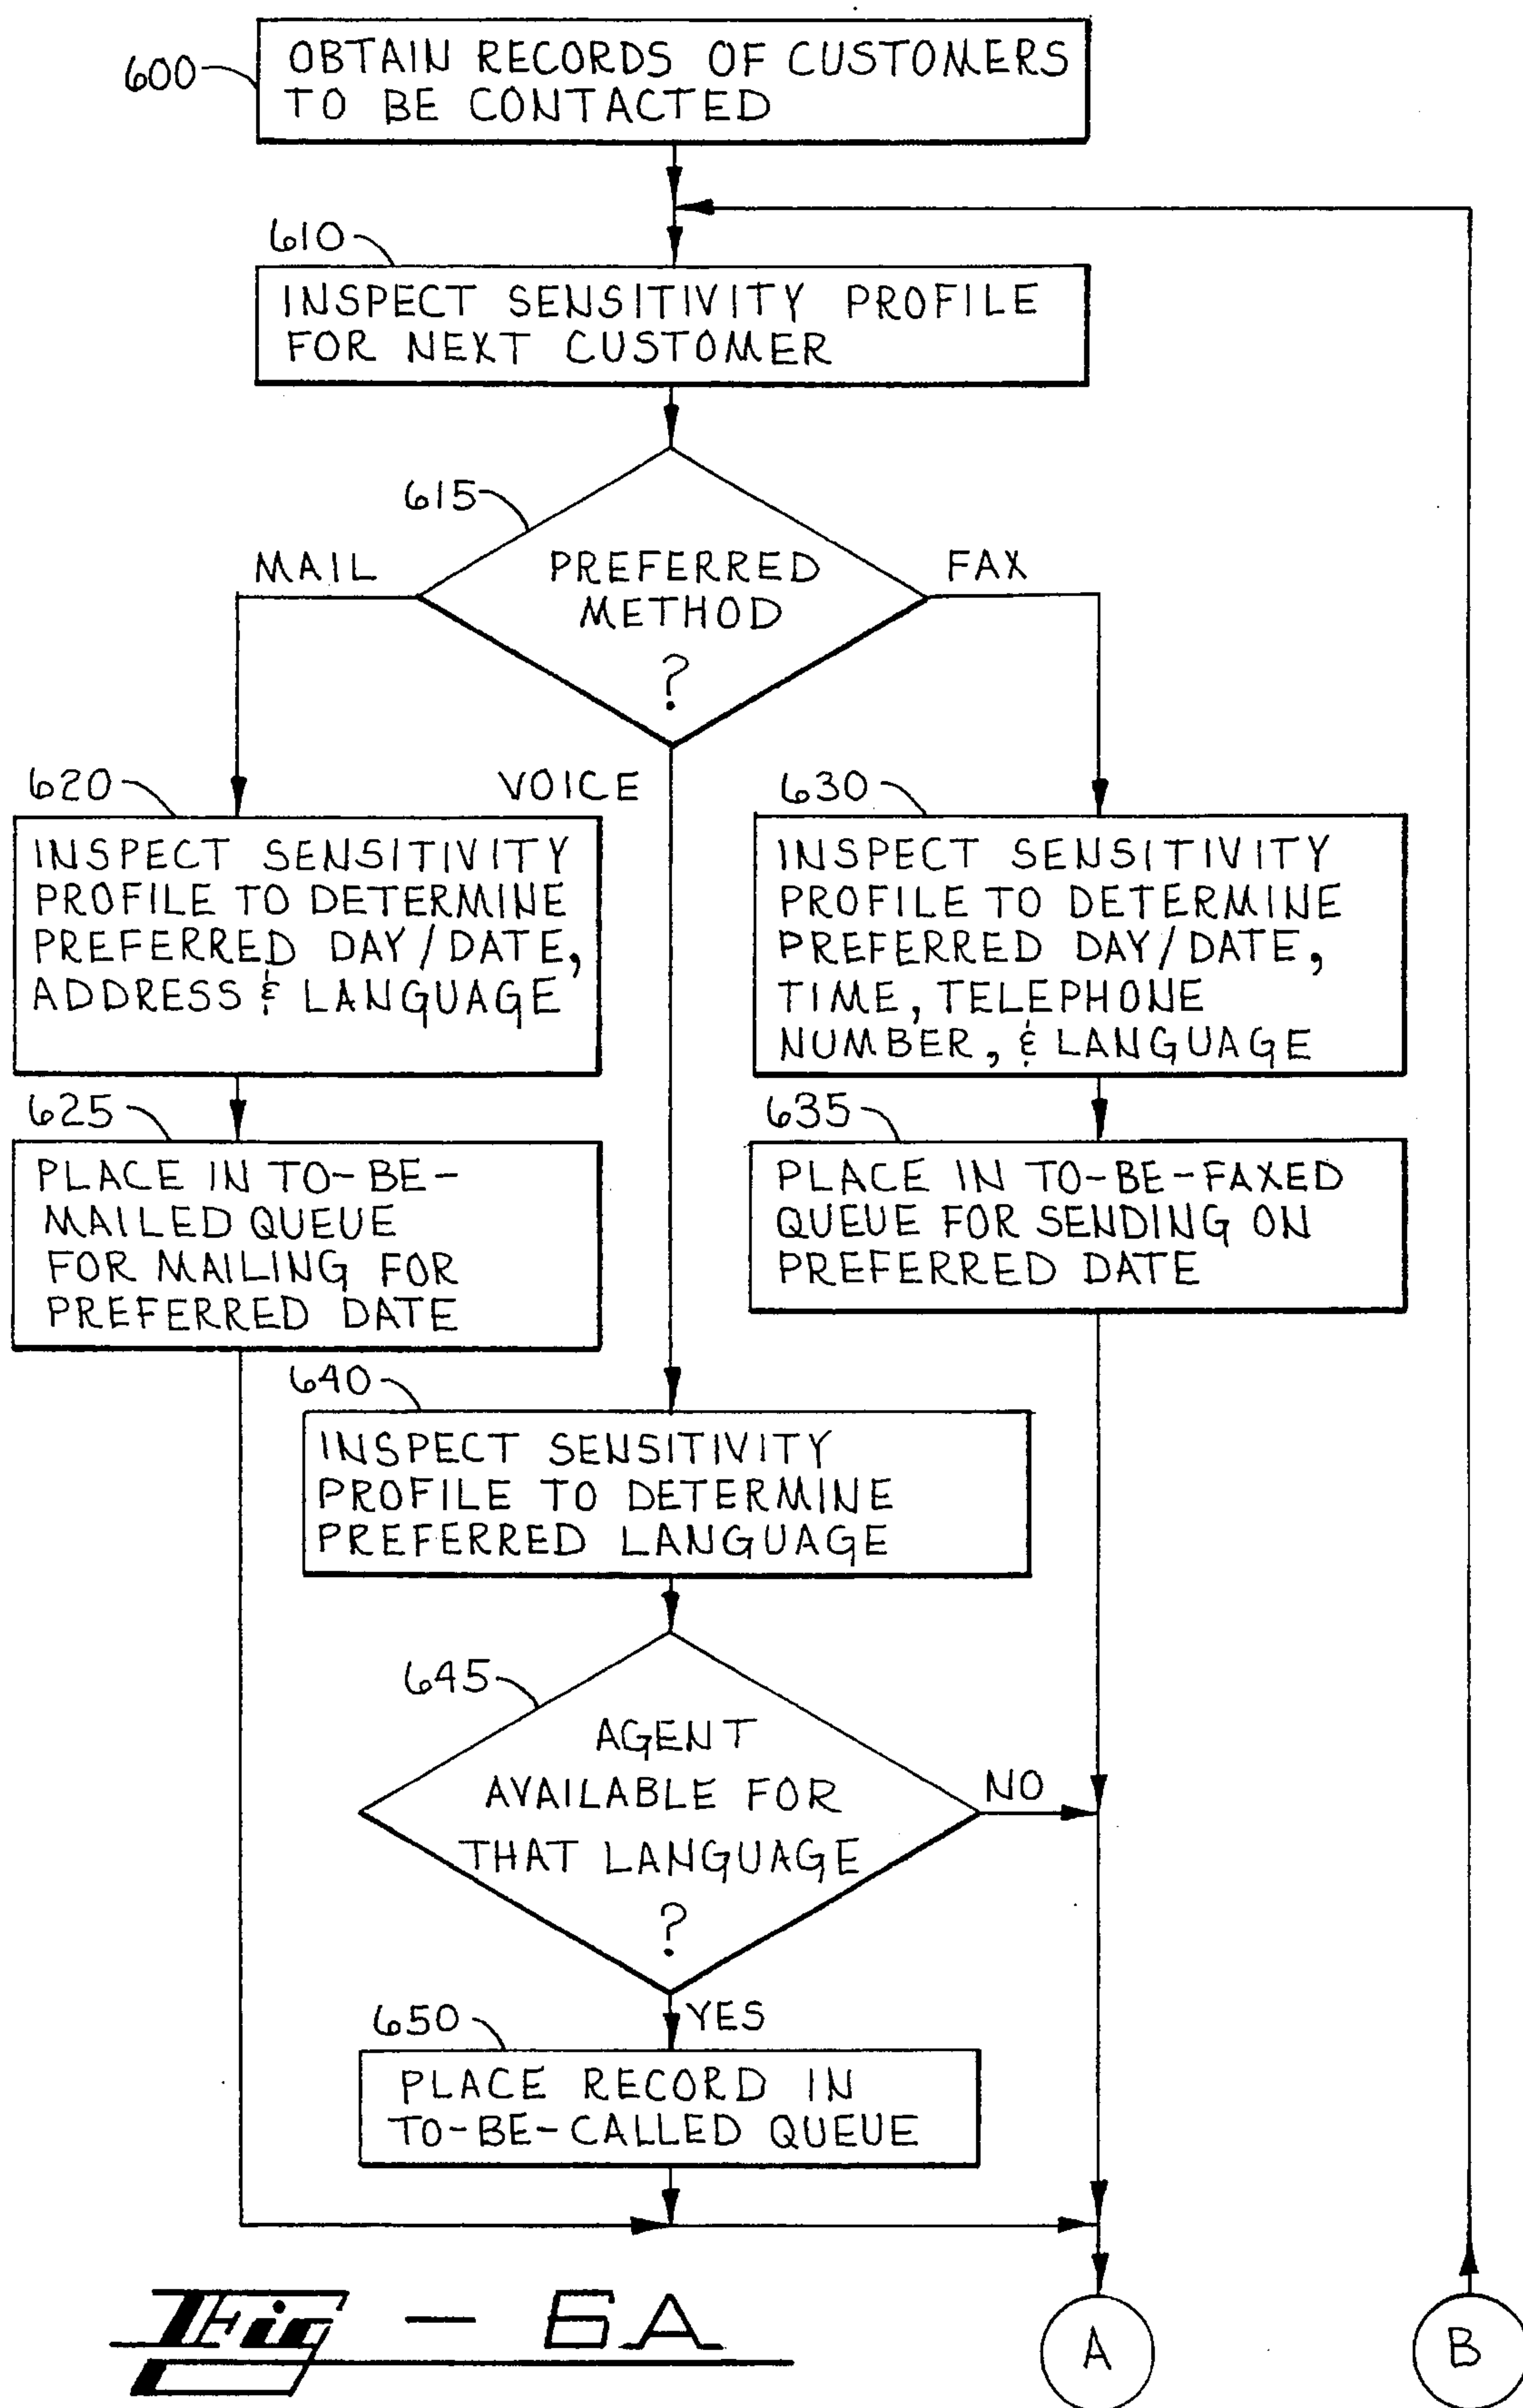 600
OBTAIN RECORDS OF CUSTOMERS
TO BE CONTACTED
610
INSPECT SENSITIVITY PROFILE
FOR NEXT CUSTOMER
615
MAIL
PREFERRED
METHOD
?
FAX
VOICE
620
INSPECT SENSITIVITY
PROFILE TO DETERMINE
PREFERRED DAY/DATE,
ADDRESS & LANGUAGE
630
INSPECT SENSITIVITY
PROFILE TO DETERMINE
PREFERRED DAY/DATE,
TIME, TELEPHONE
NUMBER, & LANGUAGE
625
PLACE IN TO-BE-
MAILED QUEUE
FOR MAILING FOR
PREFERRED DATE
635
PLACE IN TO-BE-FAXED
QUEUE FOR SENDING ON
PREFERRED DATE
640
INSPECT SENSITIVITY
PROFILE TO DETERMINE
PREFERRED LANGUAGE
645
AGENT
AVAILABLE FOR
THAT LANGUAGE
?
NO
YES
650
PLACE RECORD IN
TO-BE-CALLED QUEUE
Fig - 6A
A
B